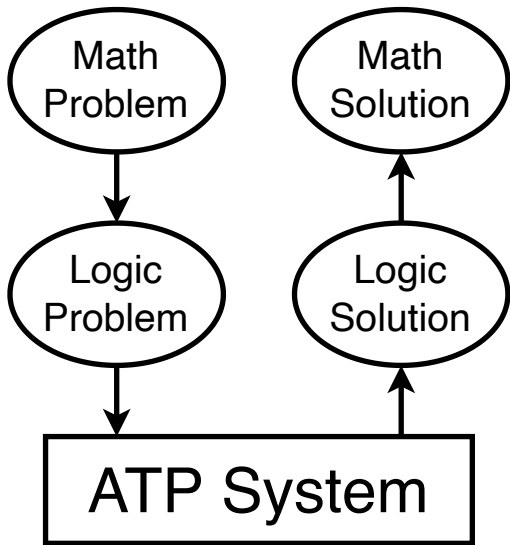 Math
Problem
Math
Solution
Logic
Problem
Logic
Solution
ATP System